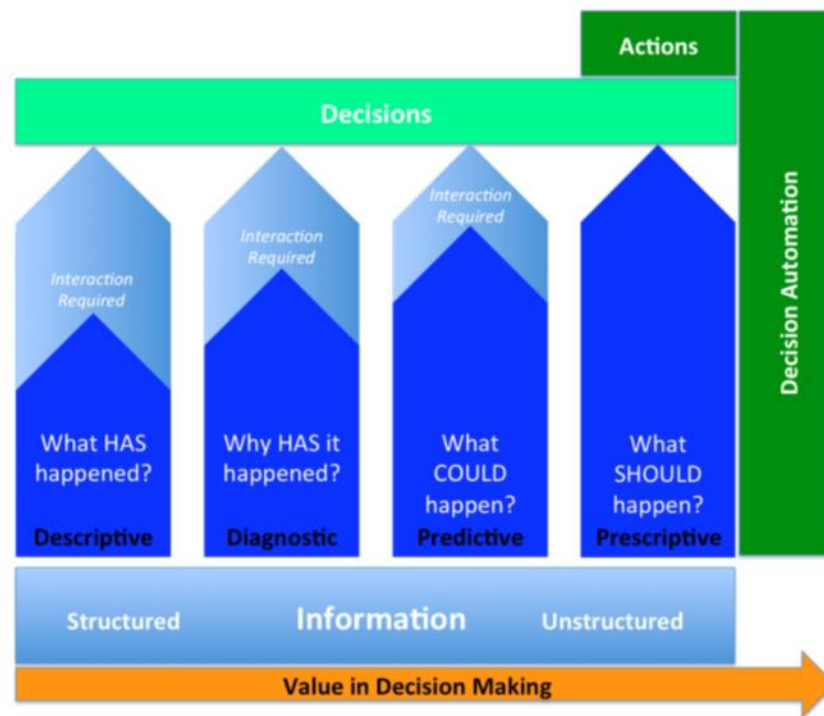 Actions
Decisions
Interaction
Required
Interaction
Required
Interaction
Required
What HAS
happened?
Descriptive
Why HAS it
happened?
Diagnostic
What
COULD
happen?
Predictive
What
SHOULD
happen?
Prescriptive
Decision Automation
Structured
Information
Unstructured
Value in Decision Making